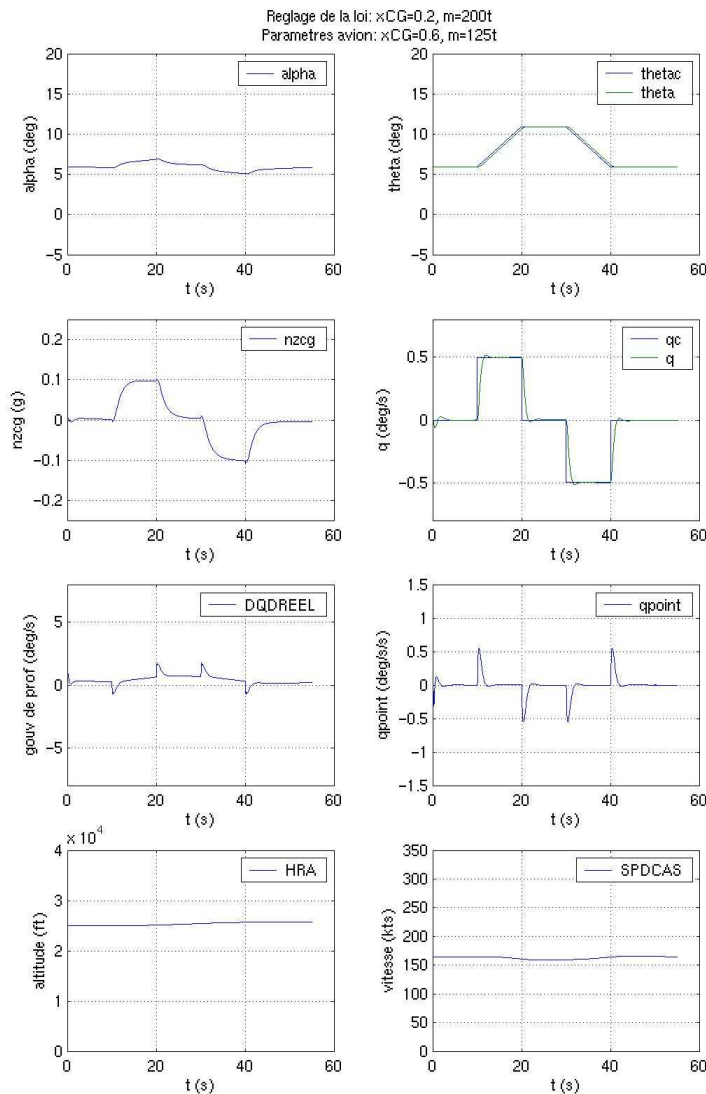 Reglage de la loi: xCG=0.2, m=200t
Parametres avion: xCG=0.6, m=125t
20
15
10
5
0
−5
alpha (deg)
alpha
0 20 40 60
t (s)
20
15
10
5
0
−5
theta (deg)
thetac
theta
0 20 40 60
t (s)
0.2
0.1
0
−0.1
−0.2
nzcg (g)
nzcg
0 20 40 60
t (s)
0.5
0
−0.5
q (deg/s)
qc
q
0 20 40 60
t (s)
5
0
−5
gouv de prof (deg/s)
DQDREEL
0 20 40 60
t (s)
1.5
1
0.5
0
−0.5
−1
−1.5
qpoint (deg/s/s)
qpoint
0 20 40 60
t (s)
x 10^4
4
3
2
1
0
altitude (ft)
HRA
0 20 40 60
t (s)
350
300
250
200
150
100
50
0
vitesse (kts)
SPDCAS
0 20 40 60
t (s)